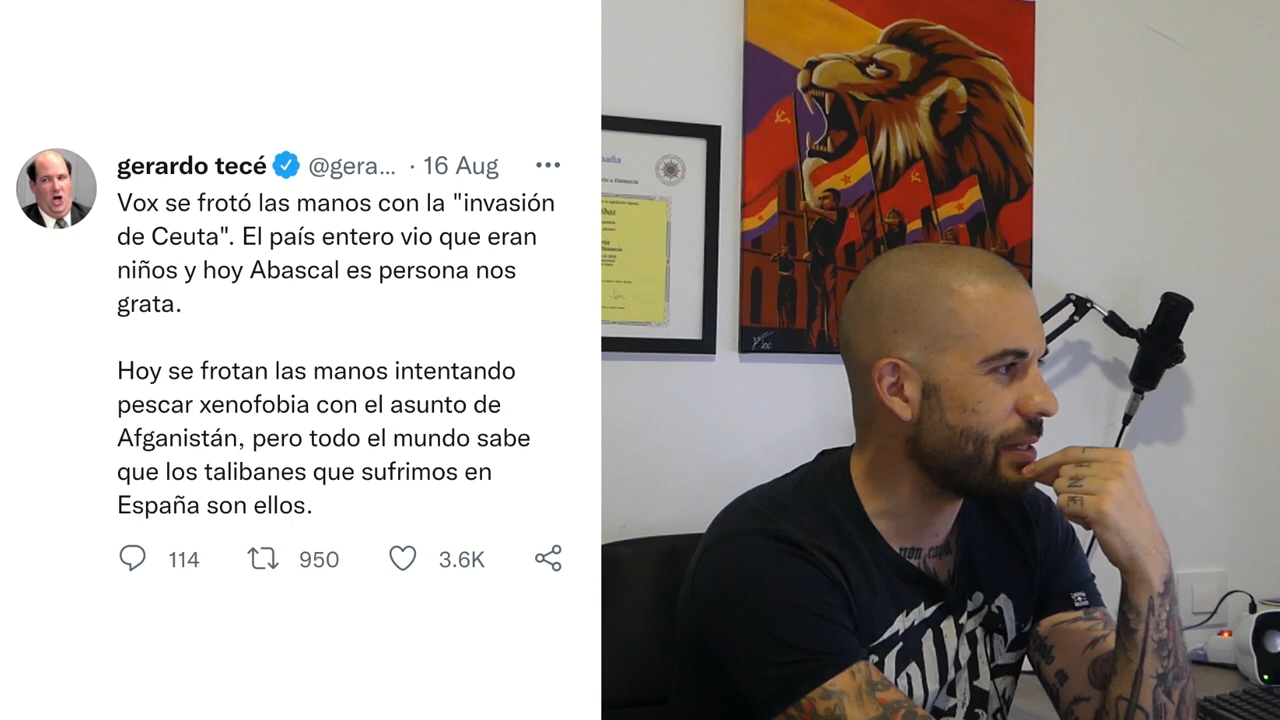 gerardo tecé @gera... · 16 Aug
Vox se frotó las manos con la "invasión
de Ceuta". El país entero vio que eran
niños y hoy Abascal es persona nos
grata.
Hoy se frotan las manos intentando
pescar xenofobia con el asunto de
Afganistán, pero todo el mundo sabe
que los talibanes que sufrimos en
España son ellos.
114 950 3.6K